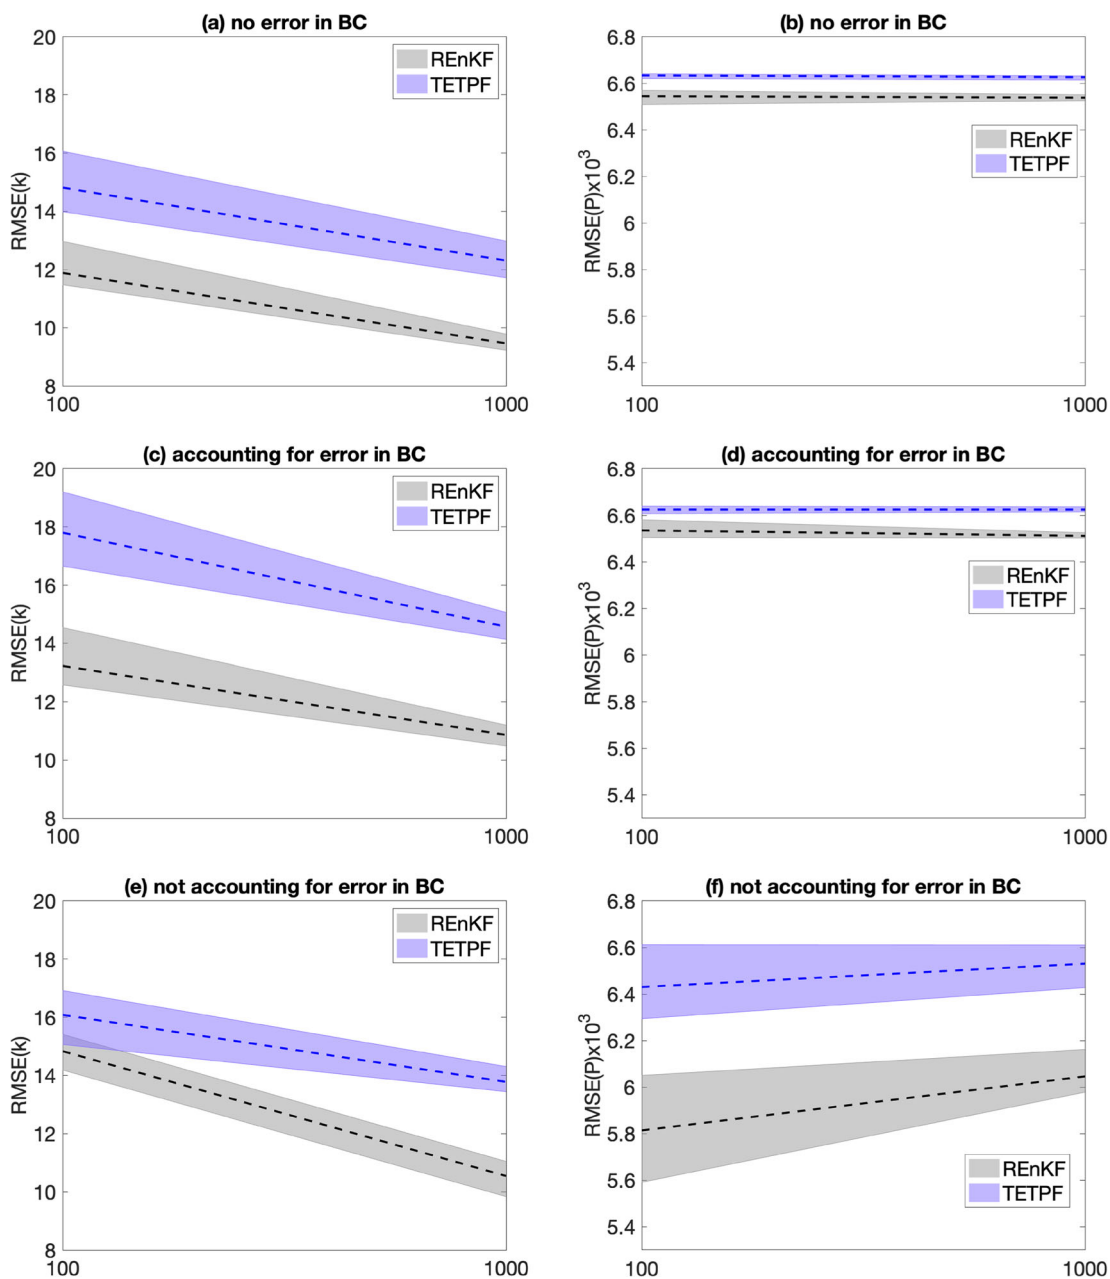 (a) no error in BC
20
18
16
14
12
10
8
RMSE(k)
REnKF
TETPF
100
1000
(b) no error in BC
6.8
6.6
6.4
6.2
6
5.8
5.6
5.4
RMSE(P)x10³
REnKF
TETPF
100
1000
(c) accounting for error in BC
20
18
16
14
12
10
8
RMSE(k)
REnKF
TETPF
100
1000
(d) accounting for error in BC
6.8
6.6
6.4
6.2
6
5.8
5.6
5.4
RMSE(P)x10³
REnKF
TETPF
100
1000
(e) not accounting for error in BC
20
18
16
14
12
10
8
RMSE(k)
REnKF
TETPF
100
1000
(f) not accounting for error in BC
6.8
6.6
6.4
6.2
6
5.8
5.6
5.4
RMSE(P)x10³
REnKF
TETPF
100
1000